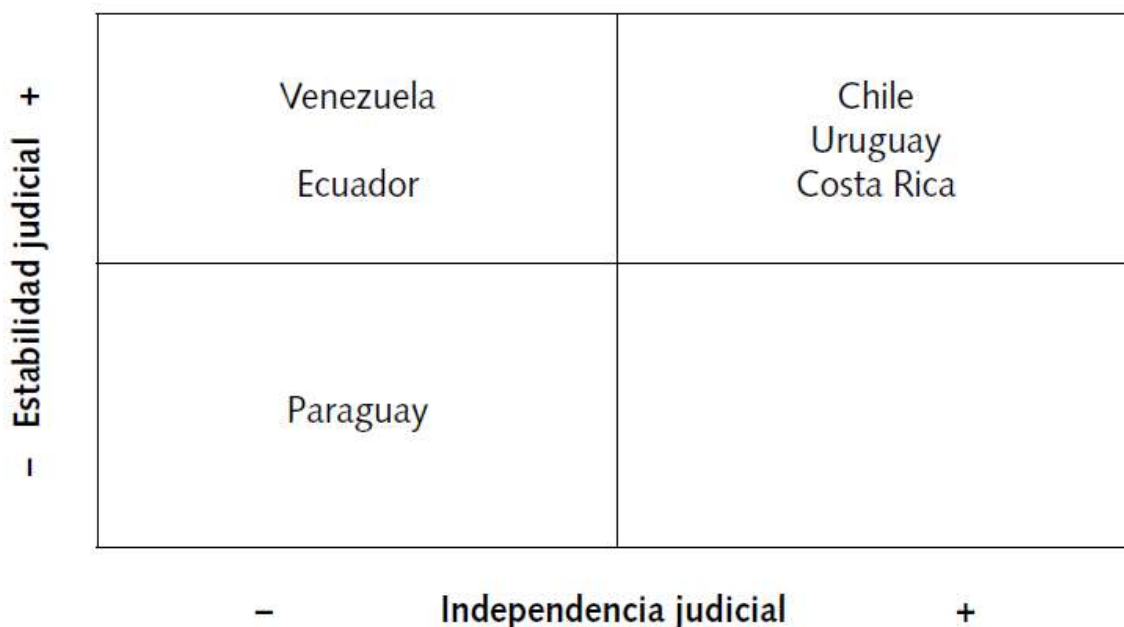 +
Estabilidad judicial
–
Venezuela
Ecuador
Chile
Uruguay
Costa Rica
Paraguay
– Independencia judicial +